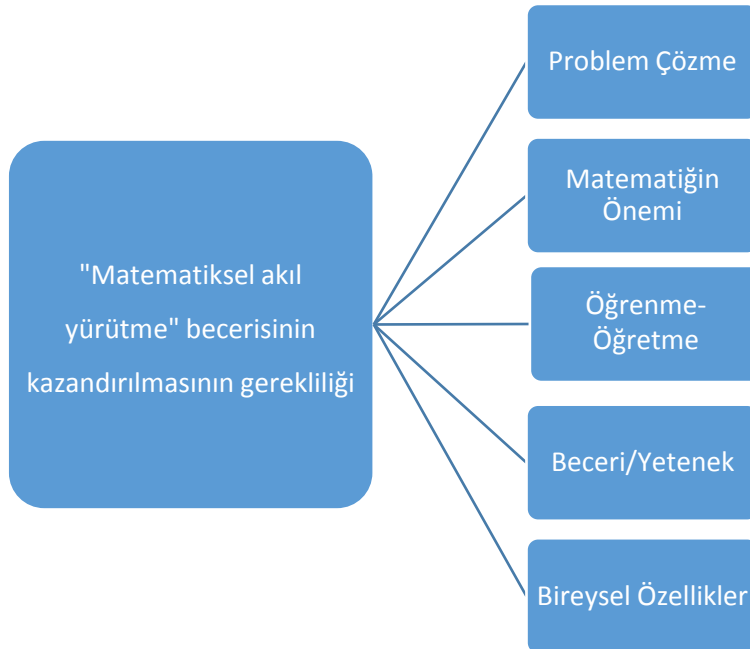 "Matematiksel akıl
yürütme" becerisinin
kazandırılmasının gerekliliği
Problem Çözme
Matematiğin
Önemi
Öğrenme-
Öğretme
Beceri/Yetenek
Bireysel Özellikler